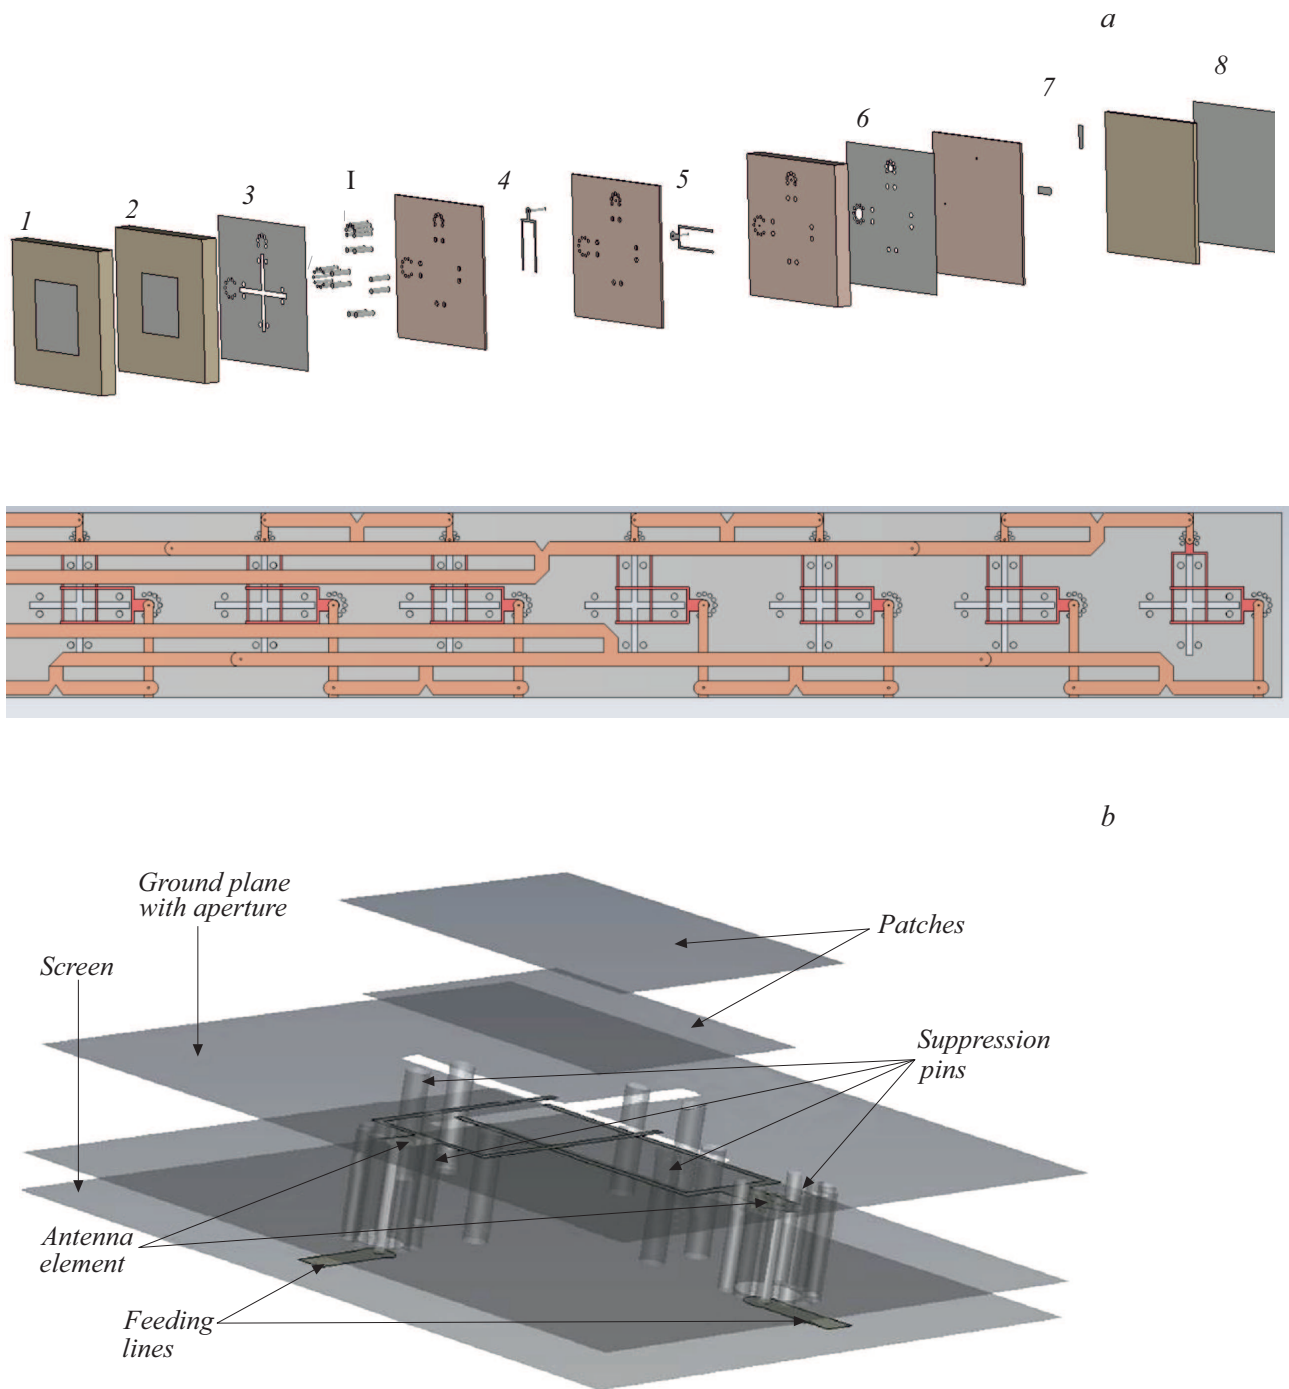 a
8
7
6
5
4
I
3
2
1
b
Ground plane
with aperture
Patches
Screen
Suppression
pins
Antenna
element
Feeding
lines